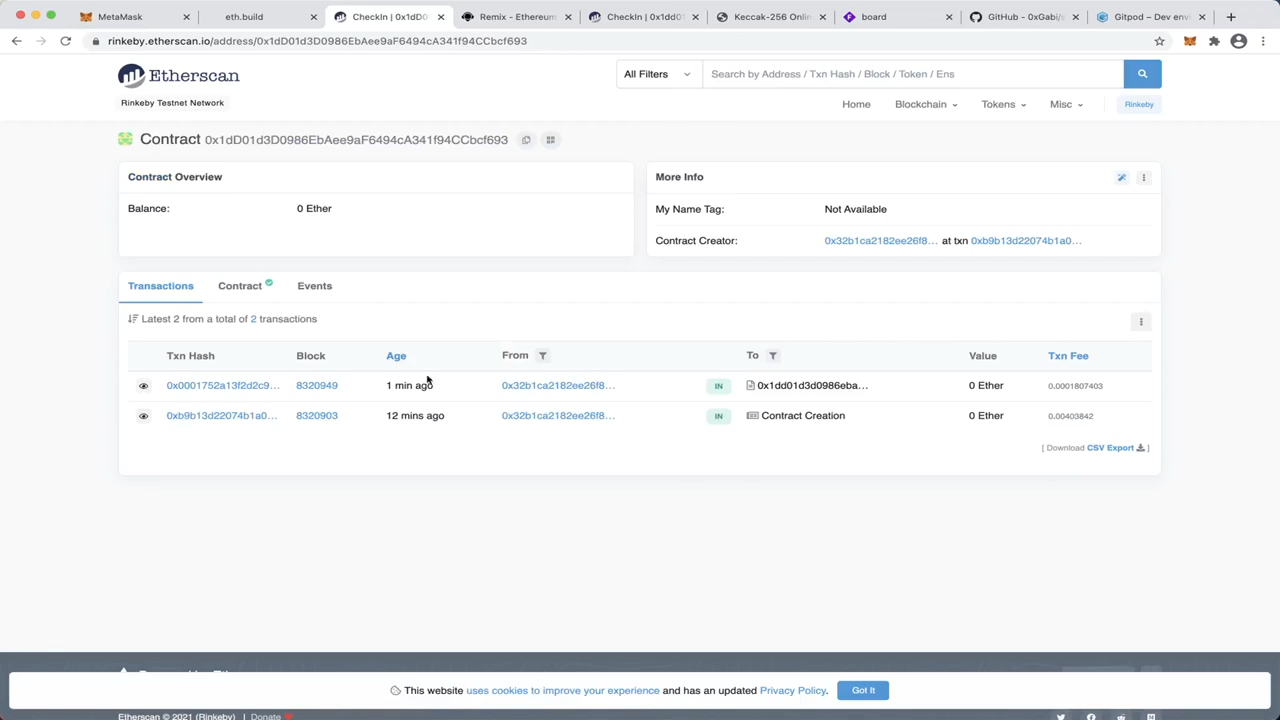 MetaMask
eth.build
CheckIn | 0x1dD0
Remix - Ethereum
CheckIn | 0x1dd01
Keccak-256 Onlin
board
GitHub - 0xGabi/s
Gitpod – Dev env
rinkeby.etherscan.io/address/0x1dD01d3D0986EbAee9aF6494cA341f94CCbcf693
Etherscan
All Filters
Search by Address / Txn Hash / Block / Token / Ens
Rinkeby Testnet Network
Home
Blockchain
Tokens
Misc
Rinkeby
Contract 0x1dD01d3D0986EbAee9aF6494cA341f94CCbcf693
Contract Overview
Balance:
0 Ether
More Info
My Name Tag:
Not Available
Contract Creator:
0x32b1ca2182ee26f8... at txn 0xb9b13d22074b1a0...
Transactions
Contract
Events
Latest 2 from a total of 2 transactions
Txn Hash
Block
Age
From
To
Value
Txn Fee
0x0001752a13f2d2c9...
8320949
1 min ago
0x32b1ca2182ee26f8...
IN
0x1dd01d3d0986eba...
0 Ether
0.0001807403
0xb9b13d22074b1a0...
8320903
12 mins ago
0x32b1ca2182ee26f8...
IN
Contract Creation
0 Ether
0.00403842
[ Download CSV Export ]
This website uses cookies to improve your experience and has an updated Privacy Policy.
Got It
Etherscan © 2021 (Rinkeby) | Donate